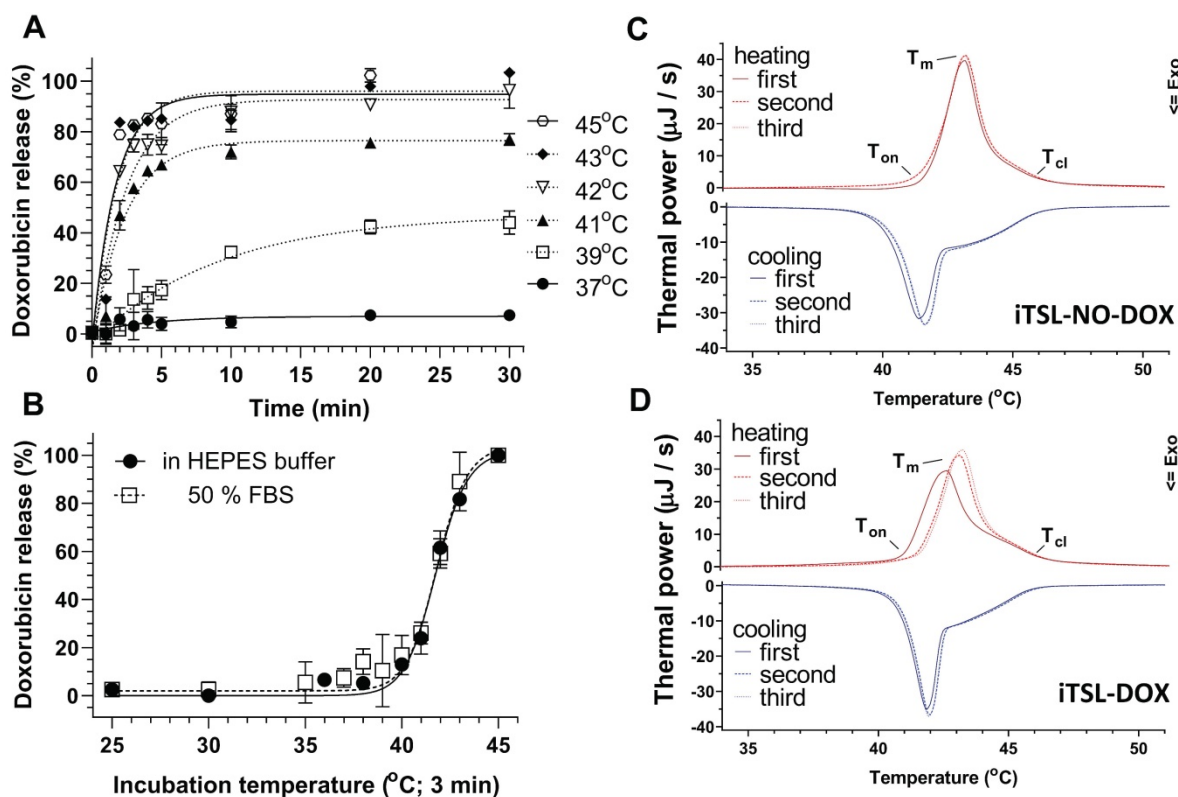 A
Doxorubicin release (%)
100
80
60
40
20
0
0 5 10 15 20 25 30
Time (min)
45°C
43°C
42°C
41°C
39°C
37°C
B
Doxorubicin release (%)
100
80
60
40
20
0
in HEPES buffer
50 % FBS
25 30 35 40 45
Incubation temperature (°C; 3 min)
C
Thermal power (μJ / s)
40
30
20
10
0
0
-10
-20
-30
-40
heating
first
second
third
Tm
Ton
Tcl
<= Exo
cooling
first
second
third
iTSL-NO-DOX
35 40 45 50
Temperature (°C)
D
Thermal power (μJ / s)
40
30
20
10
0
0
-10
-20
-30
-40
heating
first
second
third
Tm
Ton
Tcl
<= Exo
cooling
first
second
third
iTSL-DOX
35 40 45 50
Temperature (°C)